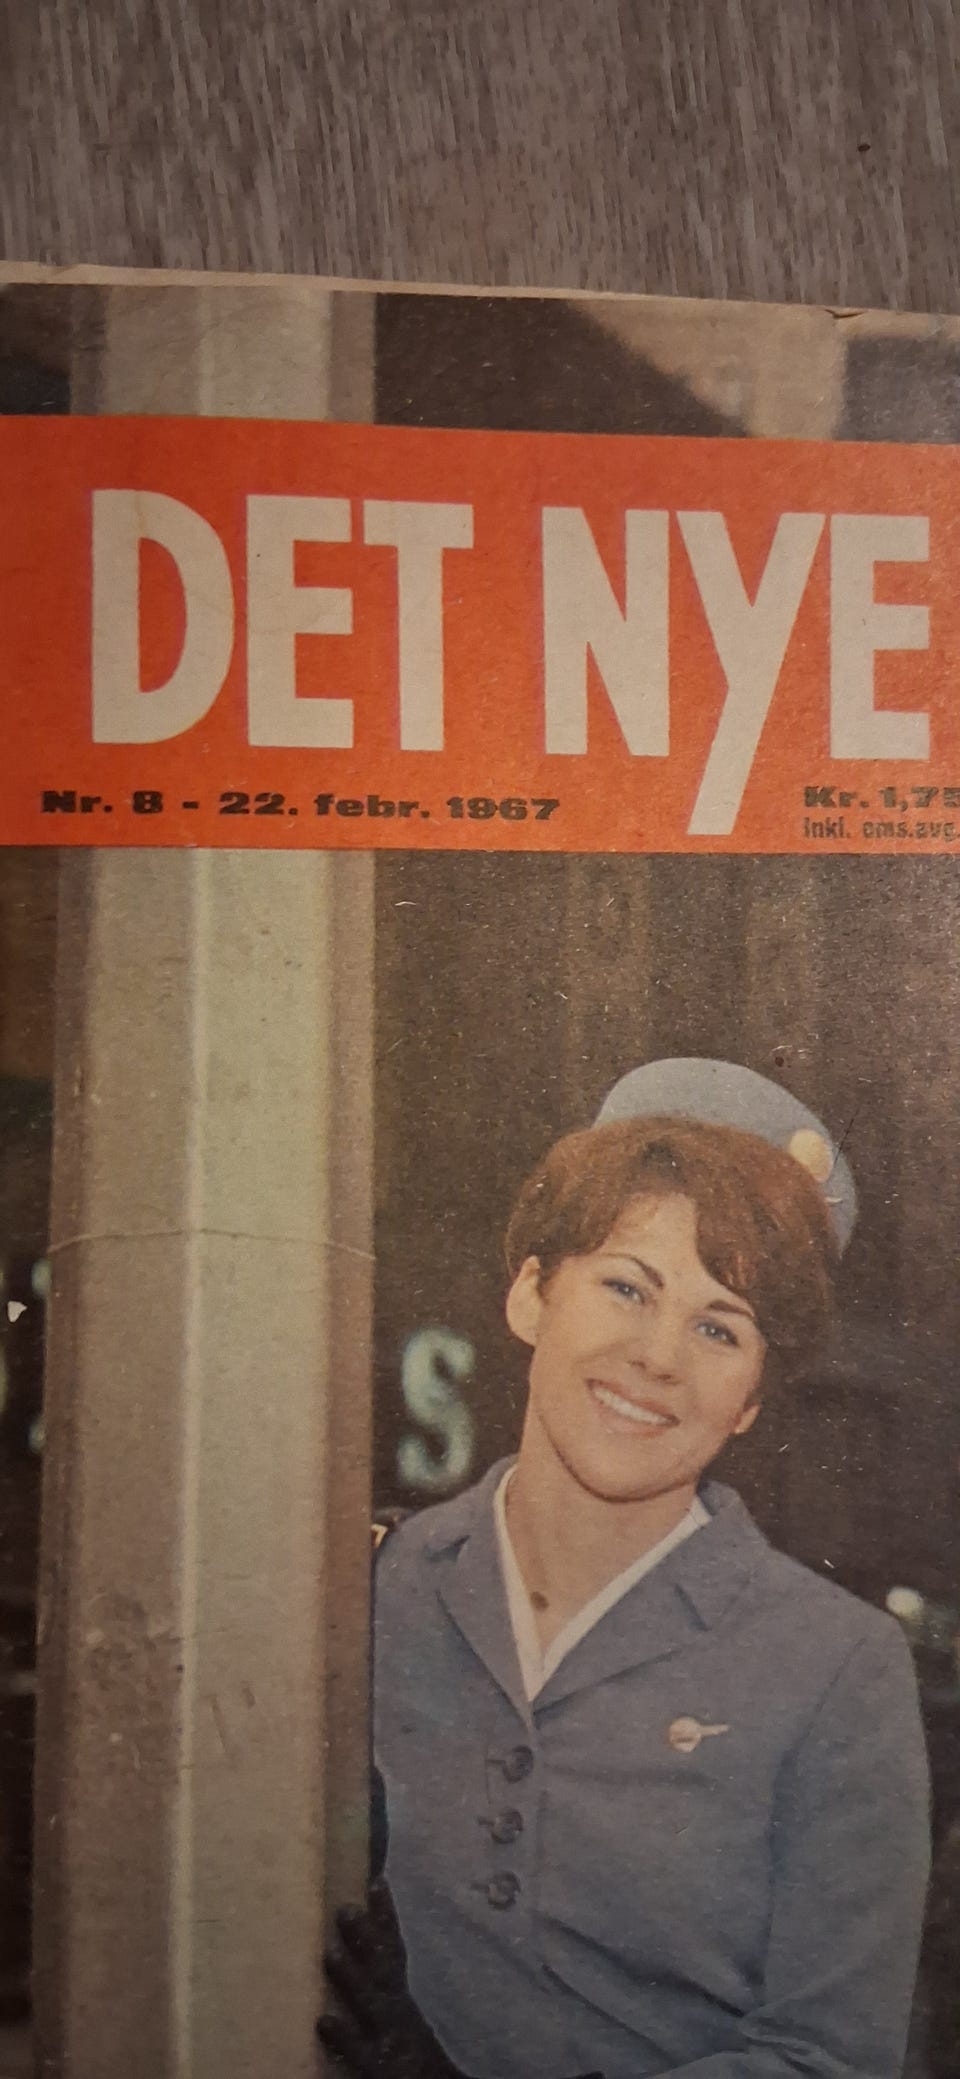 DET NYE
Nr. 8 - 22. febr. 1967
Kr. 1,75
inkl. oms.avg.
S